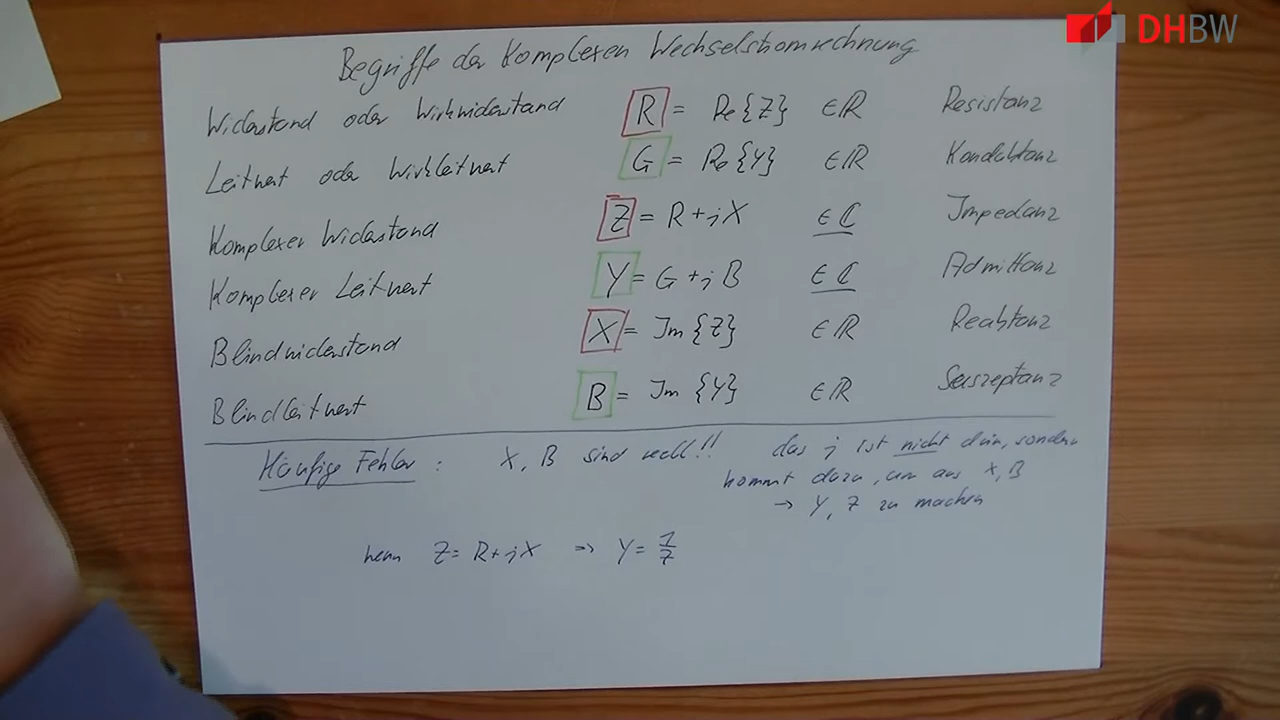 DHBW
Begriffe der Komplexen Wechselstromrechnung
Widerstand oder Wirkwiderstand R = Re{Z} ∈ℝ Resistanz
Leitwert oder Wirkleitwert G = Re{Y} ∈ℝ Konduktanz
Komplexer Widerstand Z = R+jX ∈ℂ Impedanz
Komplexer Leitwert Y = G+jB ∈ℂ Admittanz
Blindwiderstand X = Im{Z} ∈ℝ Reaktanz
Blindleitwert B = Im{Y} ∈ℝ Suszeptanz
Häufige Fehler: X, B sind reell!! das j ist nicht drin, sondern
kommt dazu, um aus X, B
→ Y, Z zu machen
wenn Z = R+jX ⇒ Y = 1/Z